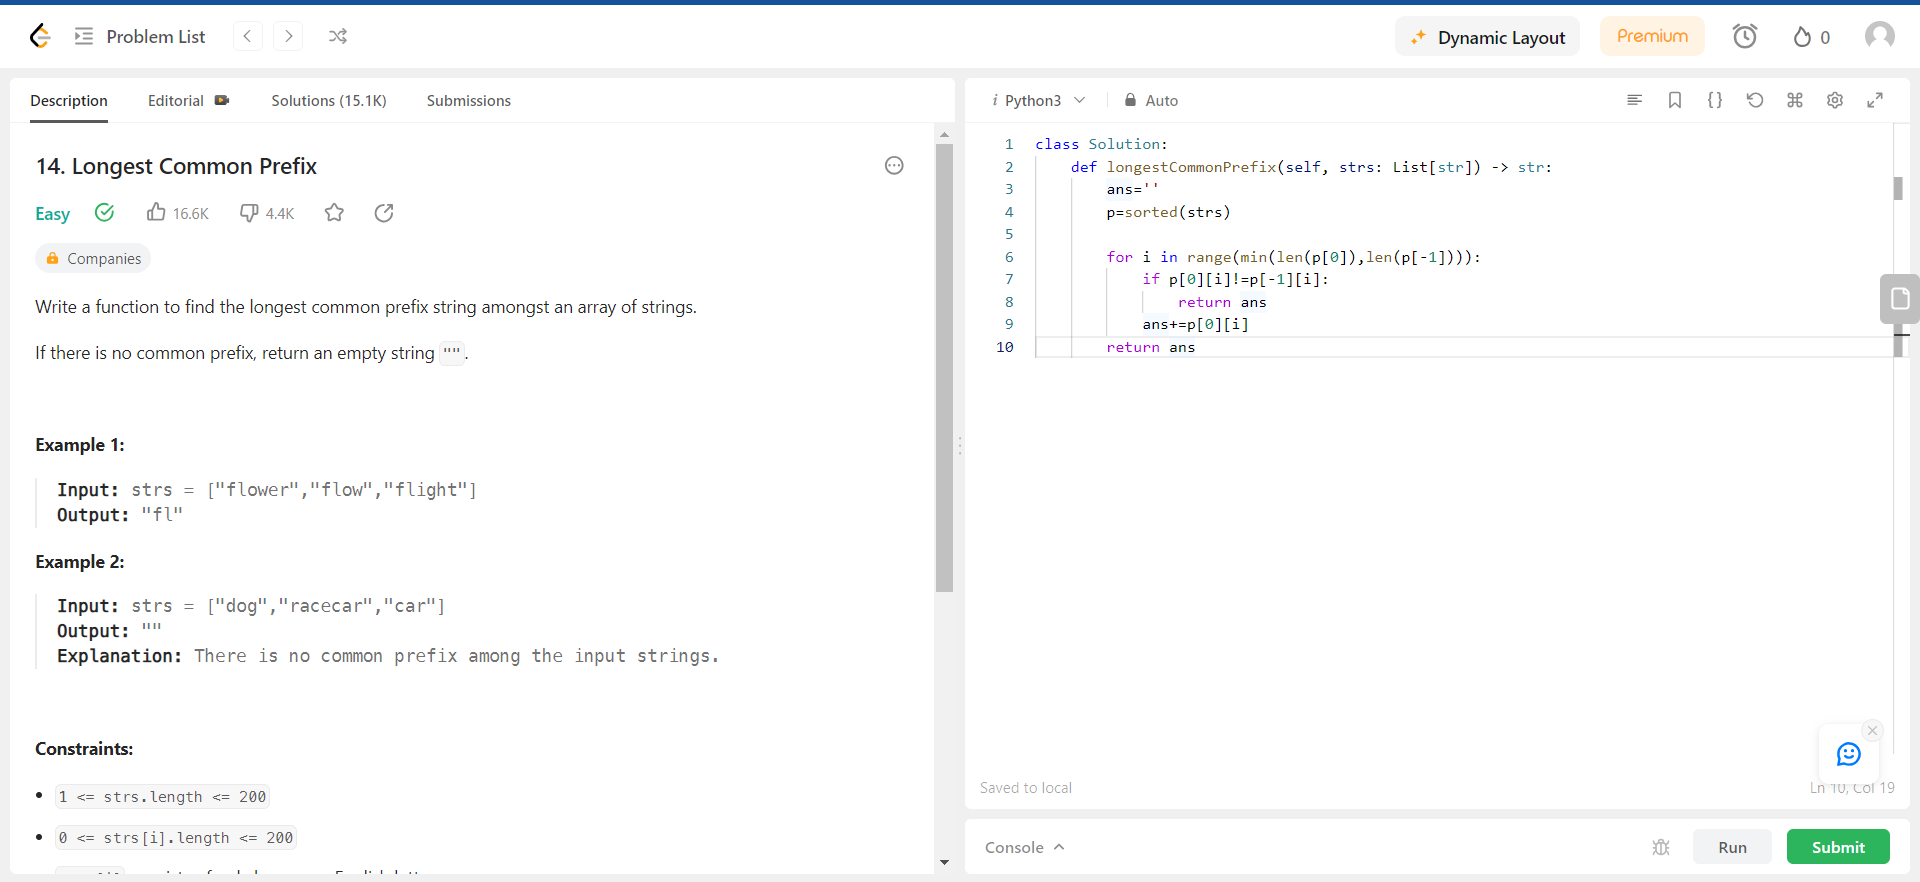 Problem List
Dynamic Layout
Premium
0
Description
Editorial
Solutions (15.1K)
Submissions
14. Longest Common Prefix
Easy
16.6K
4.4K
Companies
Write a function to find the longest common prefix string amongst an array of strings.
If there is no common prefix, return an empty string "".
Example 1:
Input: strs = ["flower","flow","flight"]
Output: "fl"
Example 2:
Input: strs = ["dog","racecar","car"]
Output: ""
Explanation: There is no common prefix among the input strings.
Constraints:
1 <= strs.length <= 200
0 <= strs[i].length <= 200
i Python3
Auto
1 class Solution:
2 def longestCommonPrefix(self, strs: List[str]) -> str:
3 ans=''
4 p=sorted(strs)
5
6 for i in range(min(len(p[0]),len(p[-1]))):
7 if p[0][i]!=p[-1][i]:
8 return ans
9 ans+=p[0][i]
10 return ans
Saved to local
Ln 10, Col 19
Console
Run
Submit